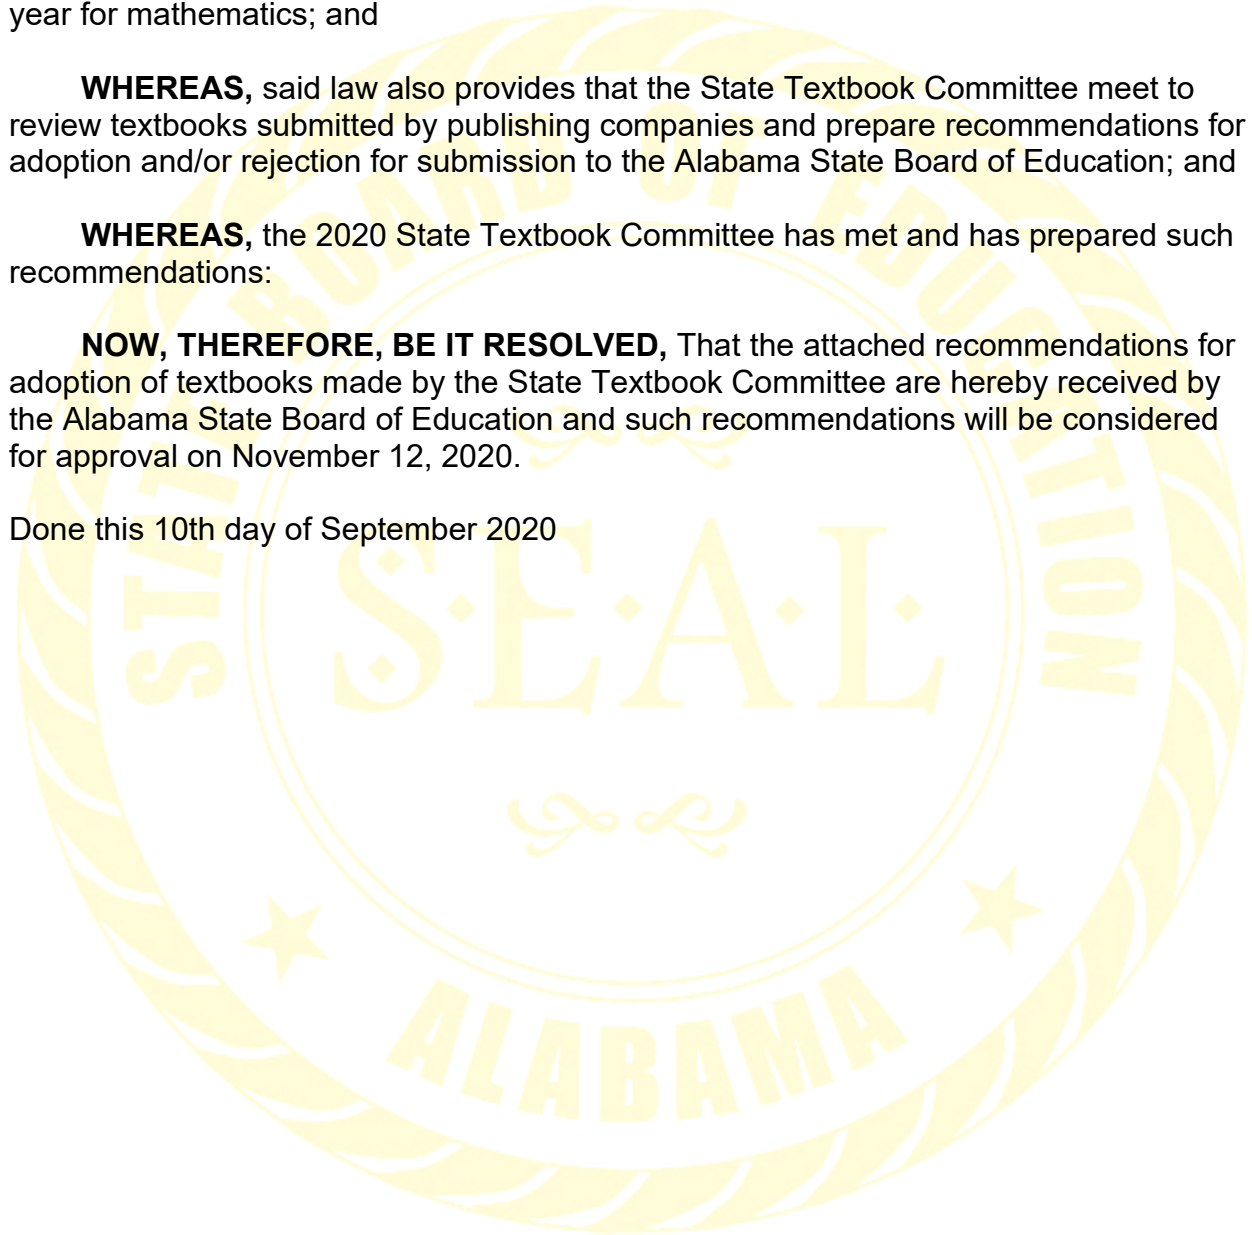 year for mathematics; and
WHEREAS, said law also provides that the State Textbook Committee meet to
review textbooks submitted by publishing companies and prepare recommendations for
adoption and/or rejection for submission to the Alabama State Board of Education; and
WHEREAS, the 2020 State Textbook Committee has met and has prepared such
recommendations:
NOW, THEREFORE, BE IT RESOLVED, That the attached recommendations for
adoption of textbooks made by the State Textbook Committee are hereby received by
the Alabama State Board of Education and such recommendations will be considered
for approval on November 12, 2020.
Done this 10th day of September 2020
STATE BOARD OF EDUCATION
S·E·A·L·
ALABAMA